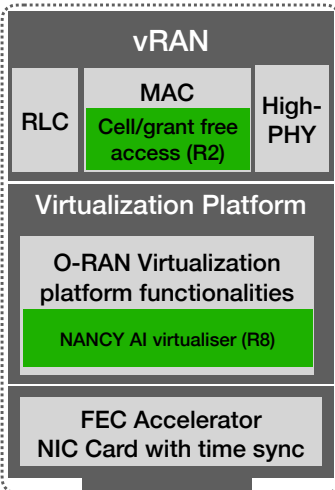 vRAN
RLC
MAC
Cell/grant free
access (R2)
High-
PHY
Virtualization Platform
O-RAN Virtualization
platform functionalities
NANCY AI virtualiser (R8)
FEC Accelerator
NIC Card with time sync